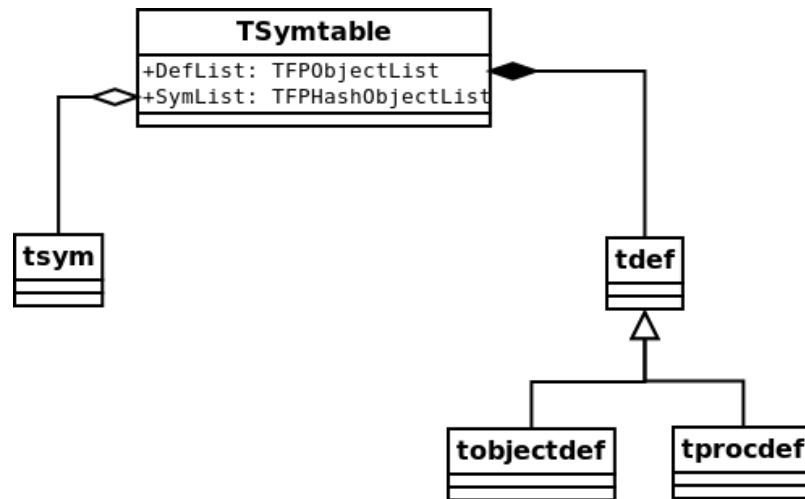 TSymtable
+DefList: TFPObjectList
+SymList: TFPHashObjectList
tsym
tdef
tobjectdef
tprocdef